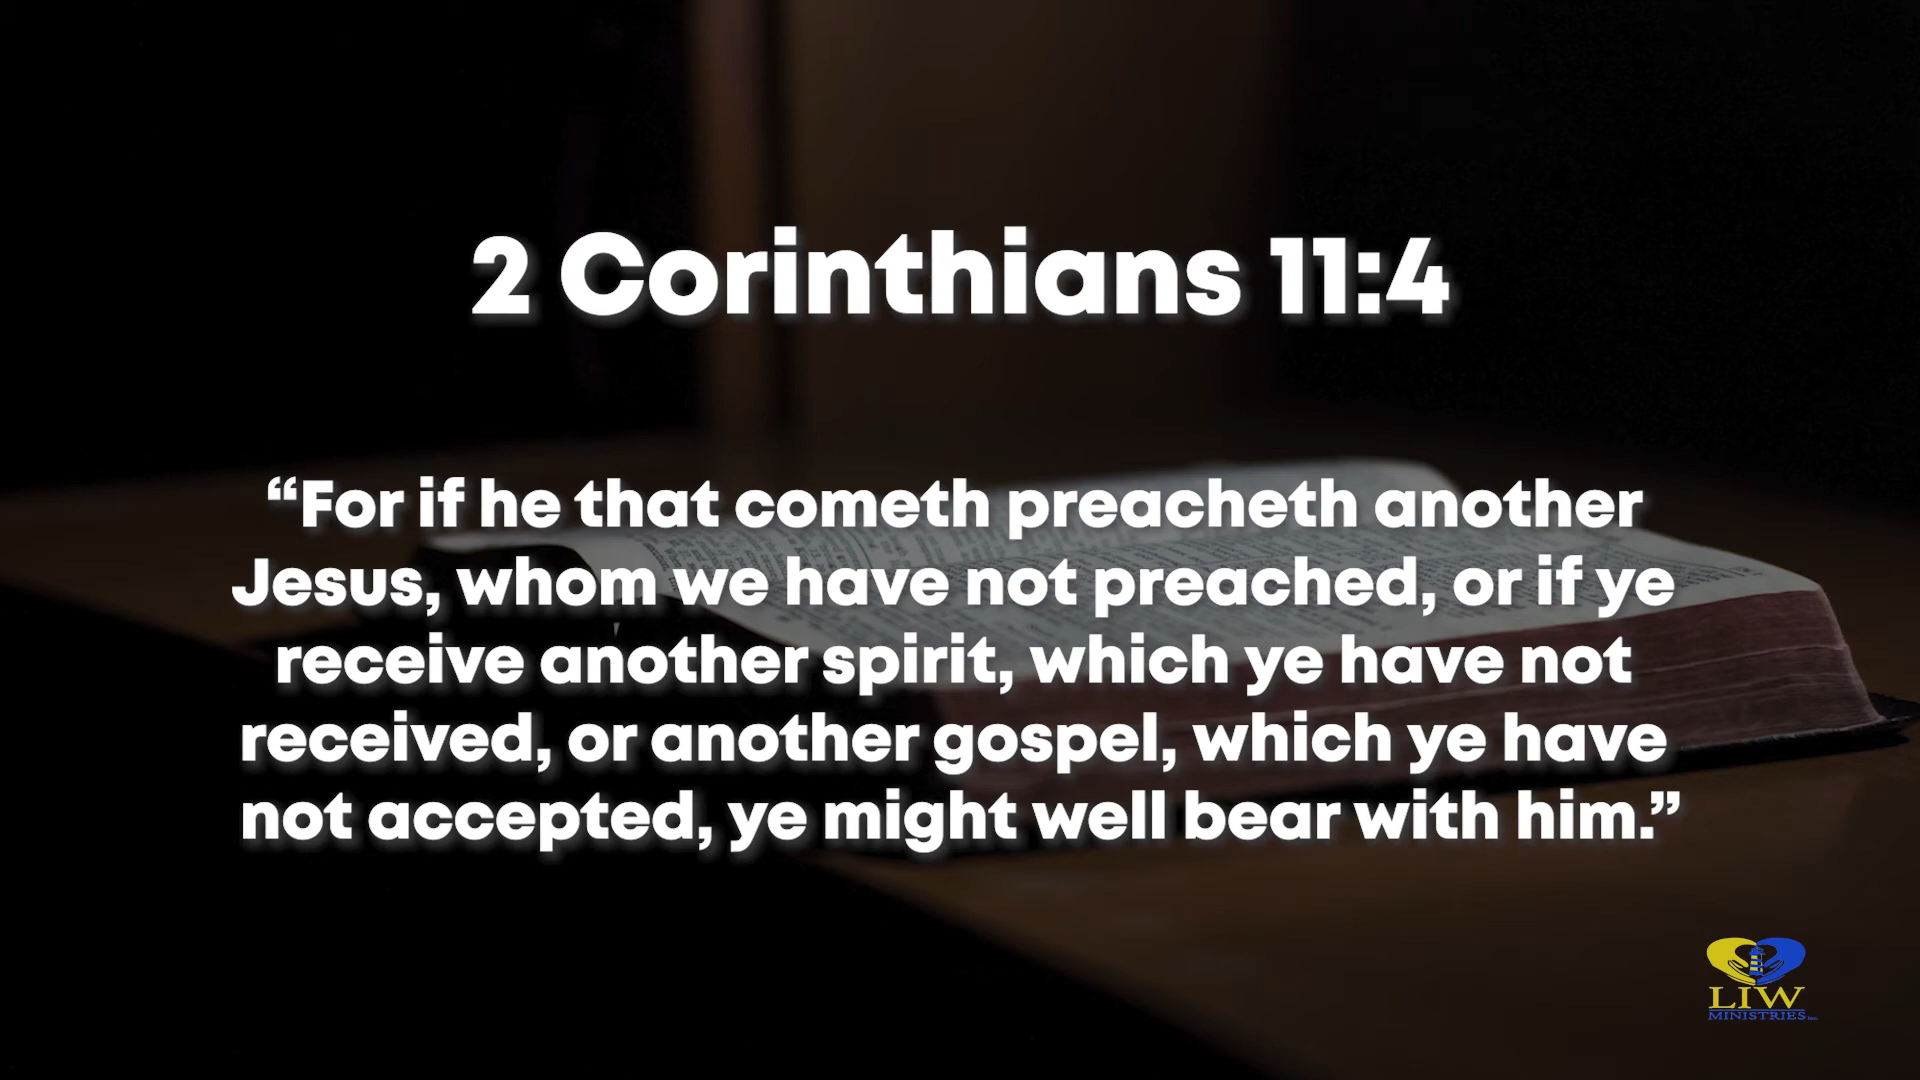 2 Corinthians 11:4
“For if he that cometh preacheth another
Jesus, whom we have not preached, or if ye
receive another spirit, which ye have not
received, or another gospel, which ye have
not accepted, ye might well bear with him.”
LIW
MINISTRIES